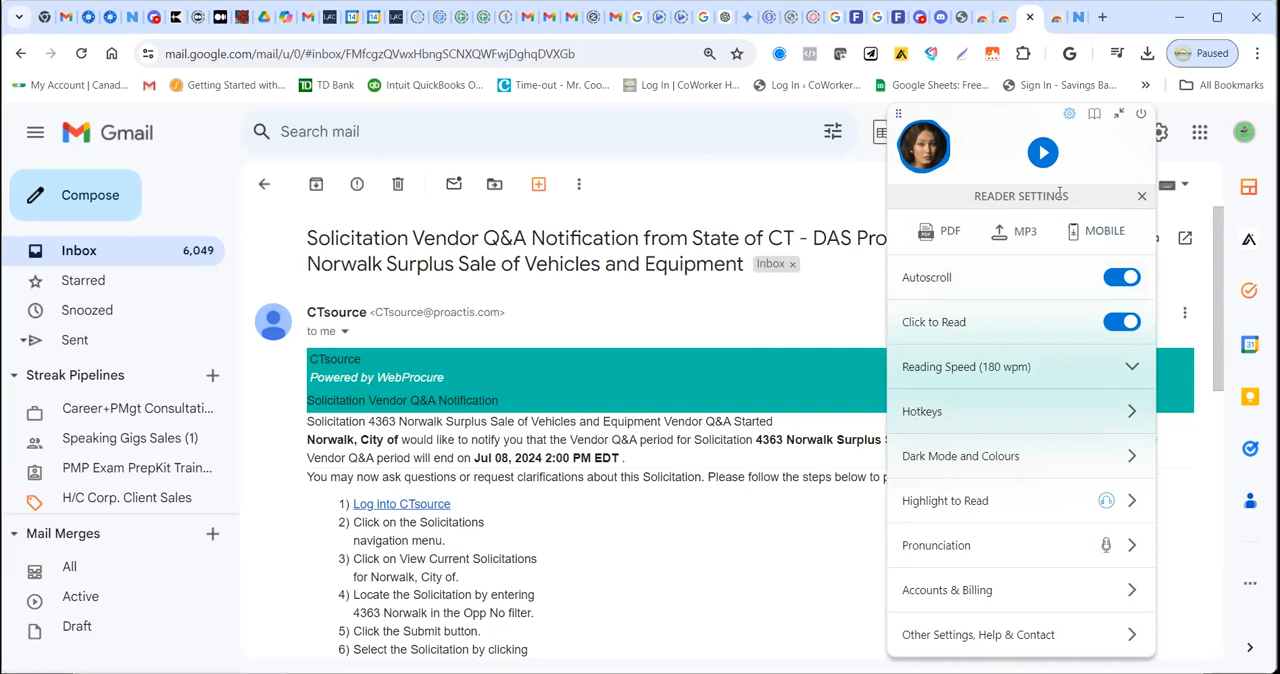 mail.google.com/mail/u/0/#inbox/FMfcgzQVwxHbngSCNXQWFwjDghqDVXGb
Paused
My Account | Canad...
Getting Started with...
TD Bank
Intuit QuickBooks O...
Time-out - Mr. Coo...
Log In | CoWorker H...
Log In ‹ CoWorker...
Google Sheets: Free...
Sign In - Savings Ba...
»
All Bookmarks
Gmail
Search mail
Compose
Inbox 6,049
Starred
Snoozed
Sent
Streak Pipelines
Career+PMgt Consultati...
Speaking Gigs Sales (1)
PMP Exam PrepKit Train...
H/C Corp. Client Sales
Mail Merges
All
Active
Draft
Solicitation Vendor Q&A Notification from State of CT - DAS Pro
Norwalk Surplus Sale of Vehicles and Equipment Inbox ×
CTsource <CTsource@proactis.com>
to me
CTsource
Powered by WebProcure
Solicitation Vendor Q&A Notification
Solicitation 4363 Norwalk Surplus Sale of Vehicles and Equipment Vendor Q&A Started
Norwalk, City of would like to notify you that the Vendor Q&A period for Solicitation 4363 Norwalk Surplus S
Vendor Q&A period will end on Jul 08, 2024 2:00 PM EDT .
You may now ask questions or request clarifications about this Solicitation. Please follow the steps below to p
1) Log into CTsource
2) Click on the Solicitations
navigation menu.
3) Click on View Current Solicitations
for Norwalk, City of.
4) Locate the Solicitation by entering
4363 Norwalk in the Opp No filter.
5) Click the Submit button.
6) Select the Solicitation by clicking
READER SETTINGS
PDF MP3 MOBILE
Autoscroll
Click to Read
Reading Speed (180 wpm)
Hotkeys
Dark Mode and Colours
Highlight to Read
Pronunciation
Accounts & Billing
Other Settings, Help & Contact